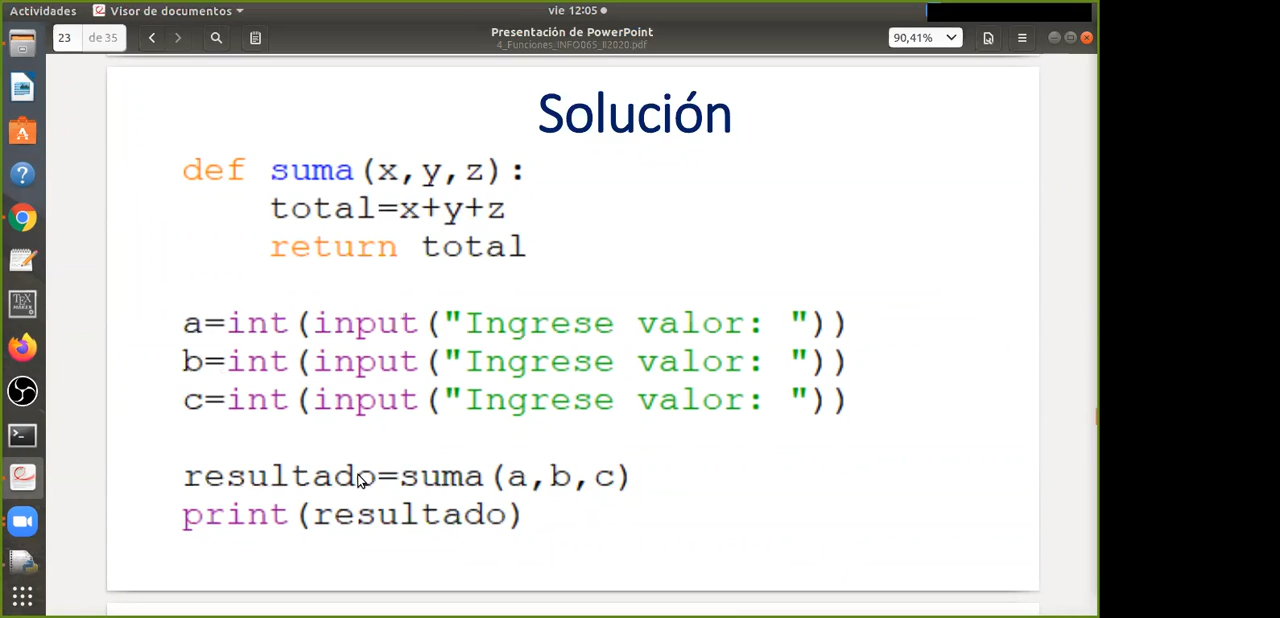 Actividades
Visor de documentos
vie 12:05
23
de 35
Presentación de PowerPoint
4_Funciones_INFO065_II2020.pdf
90,41%
Solución
def suma(x,y,z):
    total=x+y+z
    return total
a=int(input("Ingrese valor: "))
b=int(input("Ingrese valor: "))
c=int(input("Ingrese valor: "))
resultado=suma(a,b,c)
print(resultado)